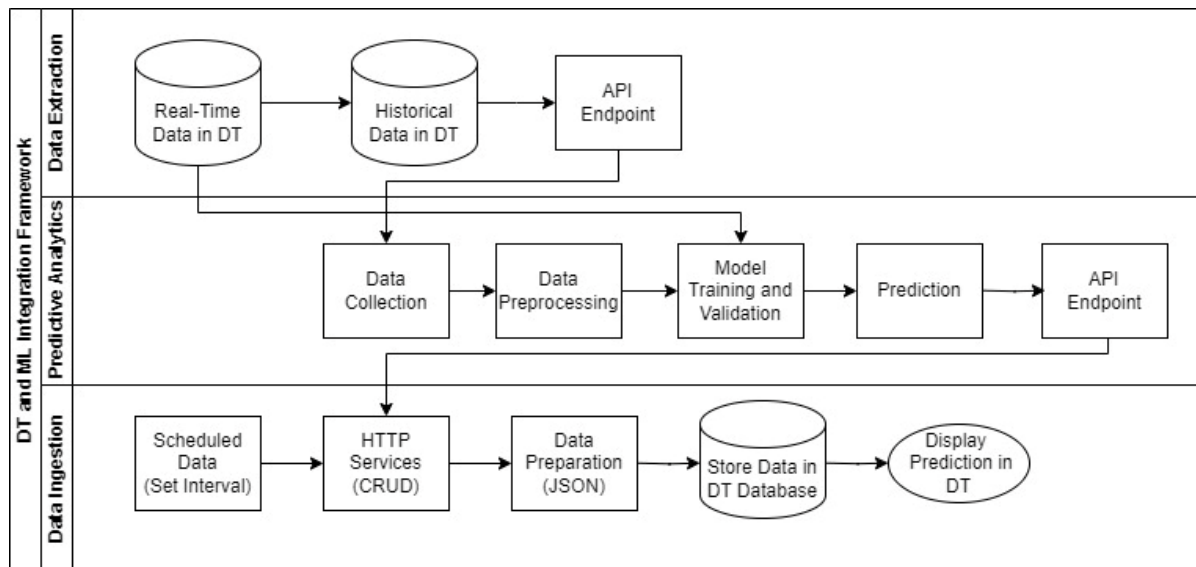 DT and ML Integration Framework
Data Extraction
Real-Time
Data in DT
Historical
Data in DT
API
Endpoint
Predictive Analytics
Data
Collection
Data
Preprocessing
Model
Training and
Validation
Prediction
API
Endpoint
Data Ingestion
Scheduled
Data
(Set Interval)
HTTP
Services
(CRUD)
Data
Preparation
(JSON)
Store Data in
DT Database
Display
Prediction in
DT